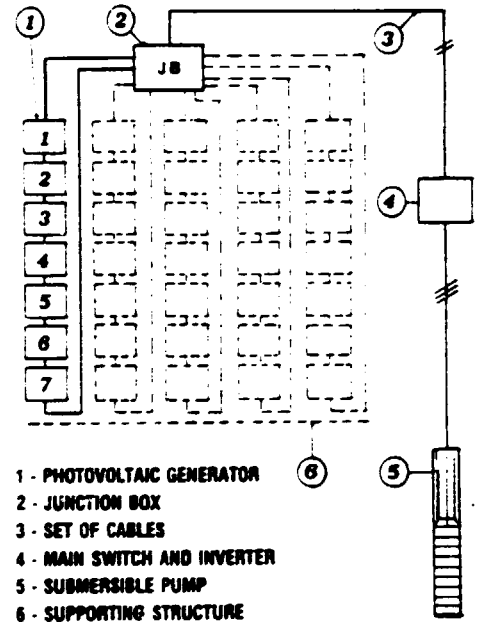 1
2
3
JB
1
2
3
4
4
5
6
7
6
5
1 - PHOTOVOLTAIC GENERATOR
2 - JUNCTION BOX
3 - SET OF CABLES
4 - MAIN SWITCH AND INVERTER
5 - SUBMERSIBLE PUMP
6 - SUPPORTING STRUCTURE